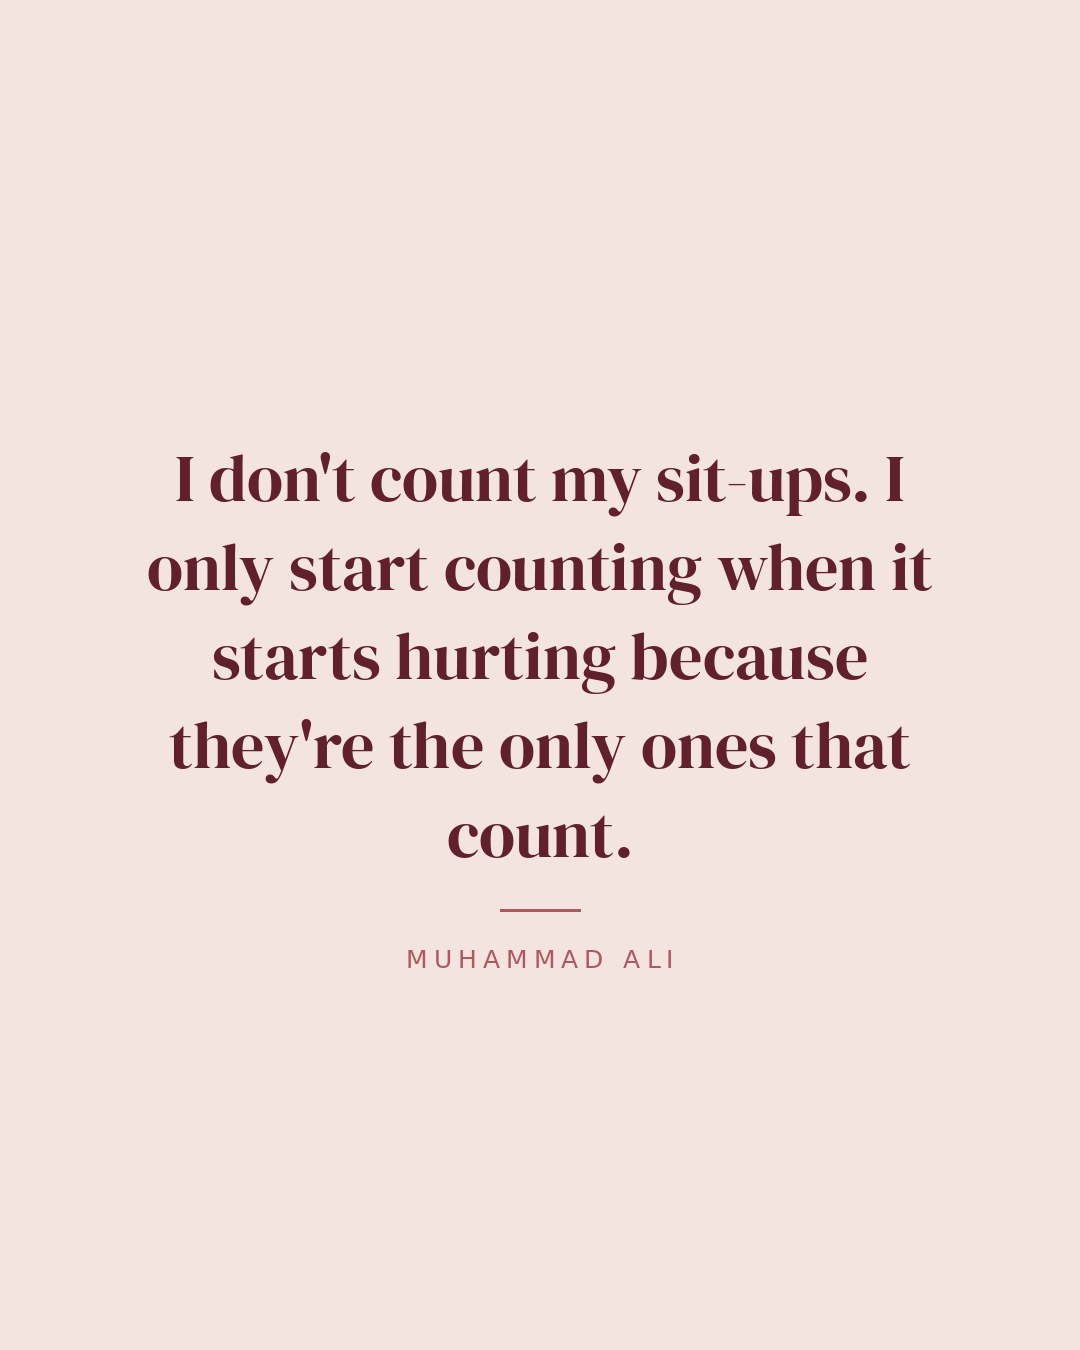 I don't count my sit-ups. I
only start counting when it
starts hurting because
they're the only ones that
count.
MUHAMMAD ALI